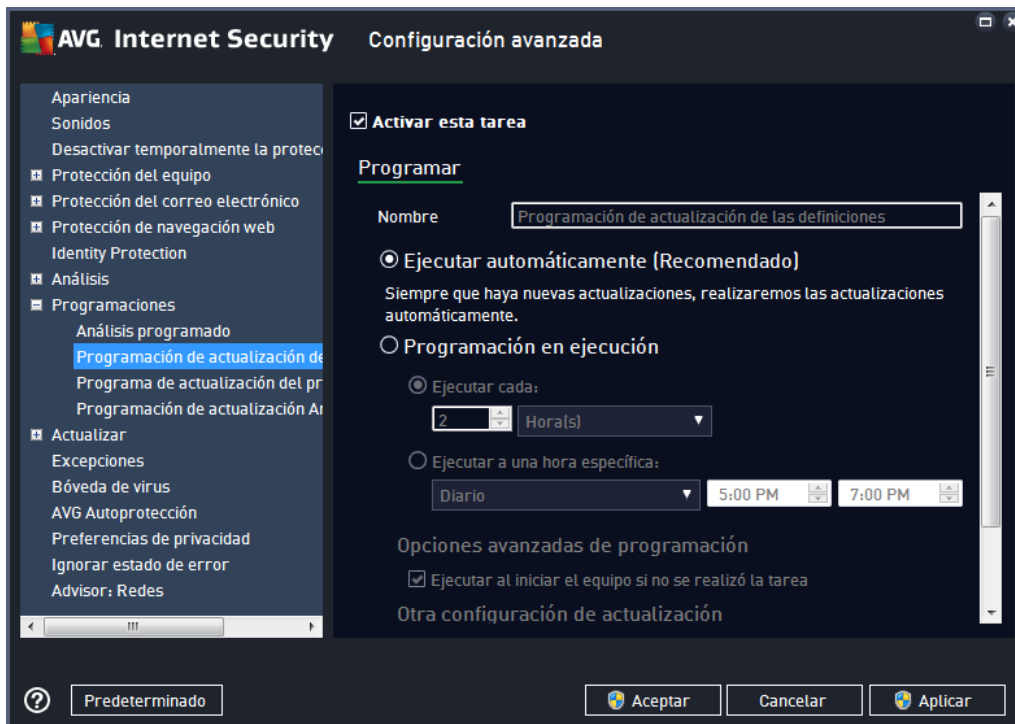 AVG. Internet Security
Configuración avanzada
Apariencia
Sonidos
Desactivar temporalmente la protec
Protección del equipo
Protección del correo electrónico
Protección de navegación web
Identity Protection
Análisis
Programaciones
Análisis programado
Programación de actualización de
Programa de actualización del pr
Programación de actualización An
Actualizar
Excepciones
Bóveda de virus
AVG Autoprotección
Preferencias de privacidad
Ignorar estado de error
Advisor: Redes
Activar esta tarea
Programar
Nombre Programación de actualización de las definiciones
Ejecutar automáticamente (Recomendado)
Siempre que haya nuevas actualizaciones, realizaremos las actualizaciones
automáticamente.
Programación en ejecución
Ejecutar cada:
2 Hora(s)
Ejecutar a una hora específica:
Diario 5:00 PM 7:00 PM
Opciones avanzadas de programación
Ejecutar al iniciar el equipo si no se realizó la tarea
Otra configuración de actualización
? Predeterminado Aceptar Cancelar Aplicar